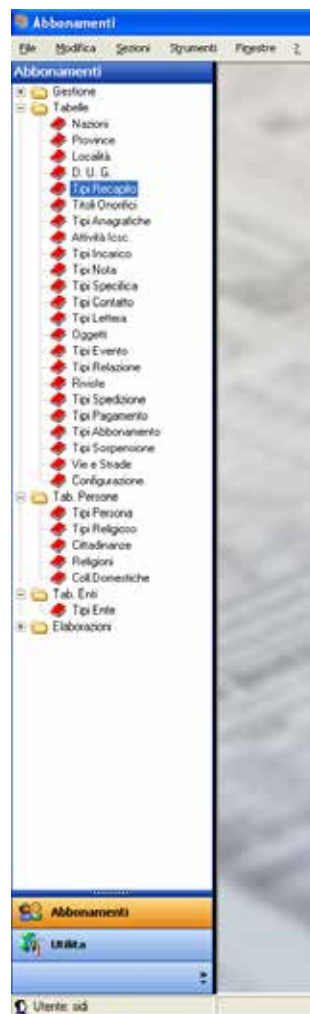 Abbonamenti
File Modifica Sezioni Strumenti Finestre ?
Abbonamenti
Gestione
Tabelle
Nazioni
Province
Località
D. U. G.
Tipi Recapito
Titoli Onorifici
Tipi Anagrafiche
Attività Icsc.
Tipi Incarico
Tipi Nota
Tipi Specifica
Tipi Contatto
Tipi Lettera
Oggetti
Tipi Evento
Tipi Relazione
Riviste
Tipi Spedizione
Tipi Pagamento
Tipi Abbonamento
Tipi Sospensione
Vie e Strade
Configurazione
Tab. Persone
Tipi Persona
Tipi Religioso
Cittadinanze
Religioni
Coll.Domestiche
Tab. Enti
Tipi Ente
Elaborazioni
Abbonamenti
Utilita
Utente: sidi